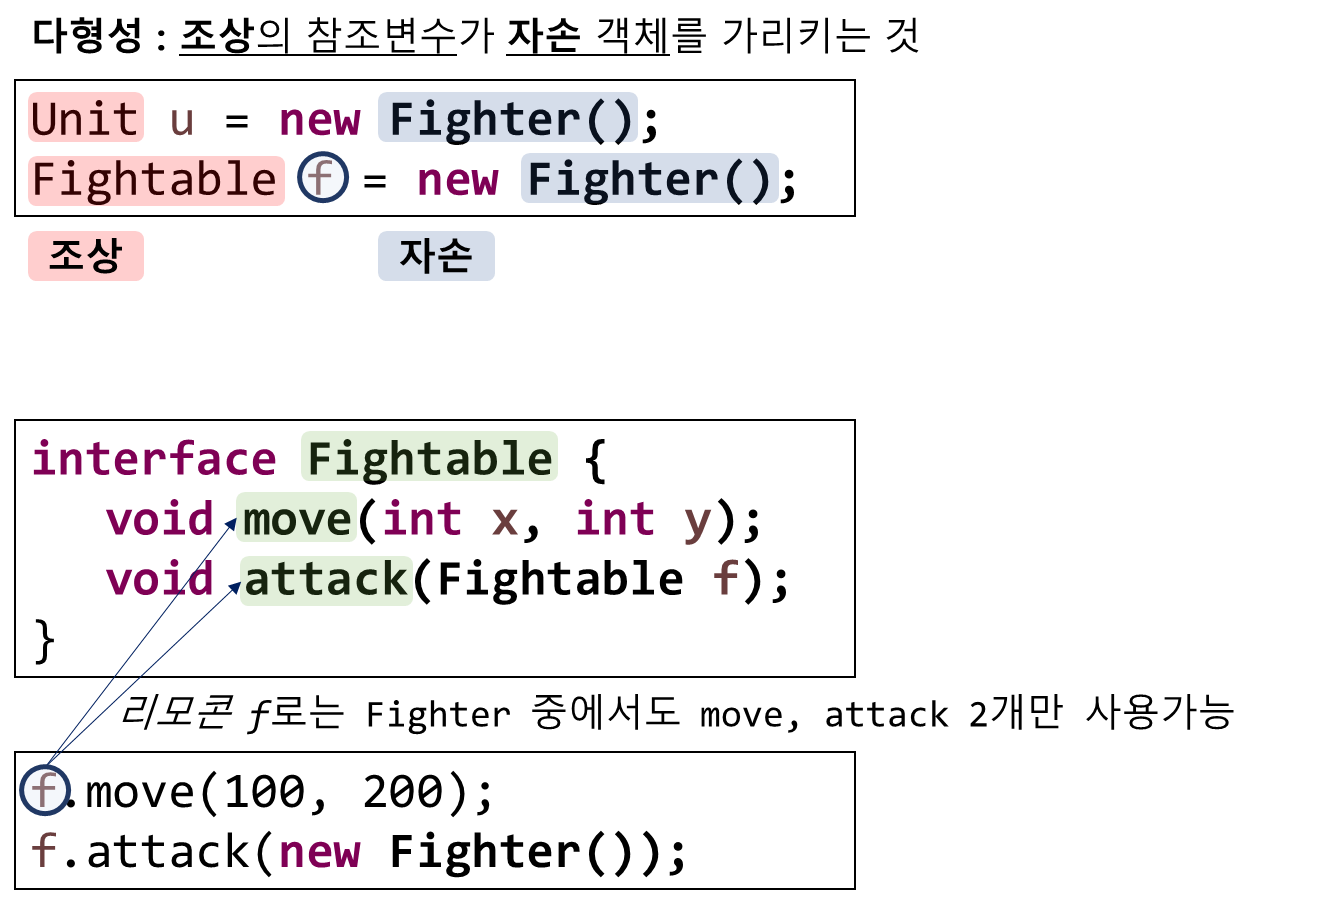 다형성 : 조상의 참조변수가 자손 객체를 가리키는 것
Unit u = new Fighter();
Fightable f = new Fighter();
조상 자손
interface Fightable {
void move(int x, int y);
void attack(Fightable f);
}
리모콘 f로는 Fighter 중에서도 move, attack 2개만 사용가능
f.move(100, 200);
f.attack(new Fighter());